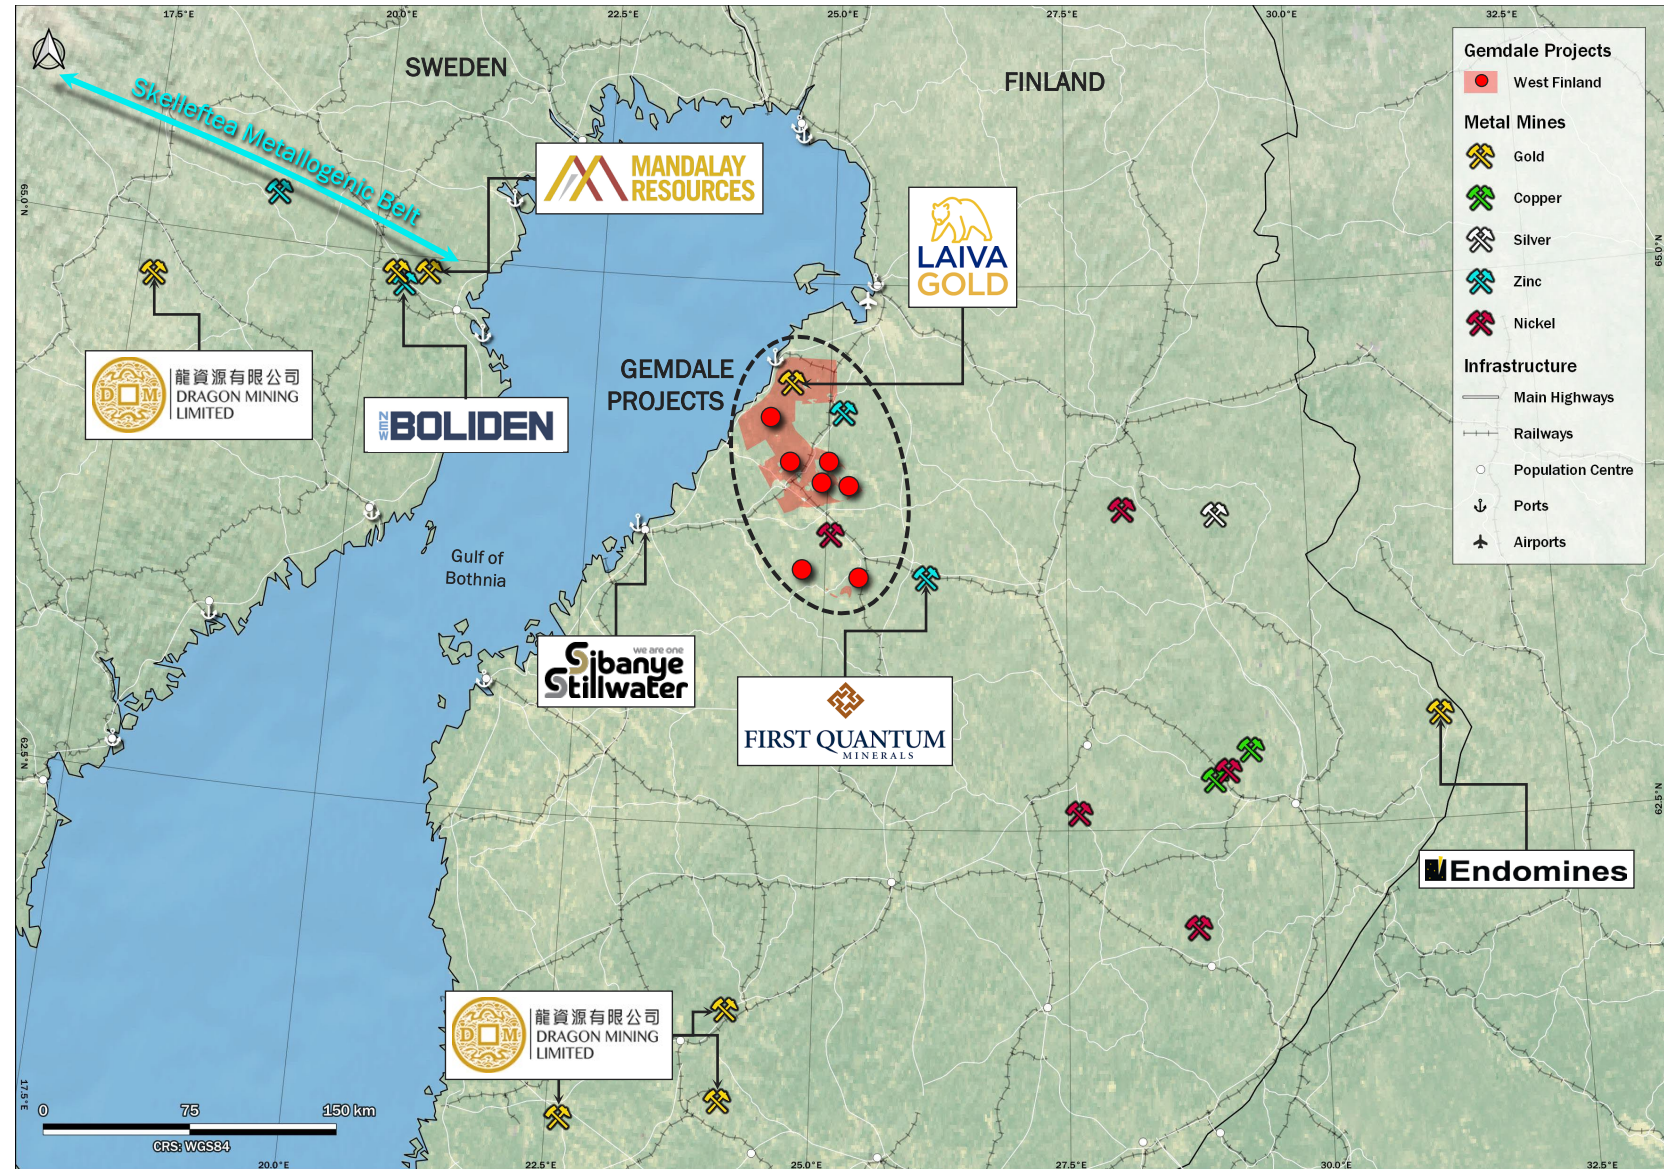 17.5°E
20.0°E
22.5°E
25.0°E
27.5°E
30.0°E
32.5°E
SWEDEN
FINLAND
Skelleftea Metallogenic Belt
65.0°N
65.0°N
MANDALAY
RESOURCES
LAIVA
GOLD
龍資源有限公司
D M
DRAGON MINING
LIMITED
NEW
BOLIDEN
GEMDALE
PROJECTS
Gulf of
Bothnia
we are one
Sibanye
Stillwater
FIRST QUANTUM
MINERALS
62.5°N
62.5°N
Endomines
龍資源有限公司
D M
DRAGON MINING
LIMITED
17.5°E
0 75 150 km
CRS: WGS84
20.0°E
22.5°E
25.0°E
27.5°E
30.0°E
32.5°E
Gemdale Projects
West Finland
Metal Mines
Gold
Copper
Silver
Zinc
Nickel
Infrastructure
Main Highways
Railways
Population Centre
Ports
Airports